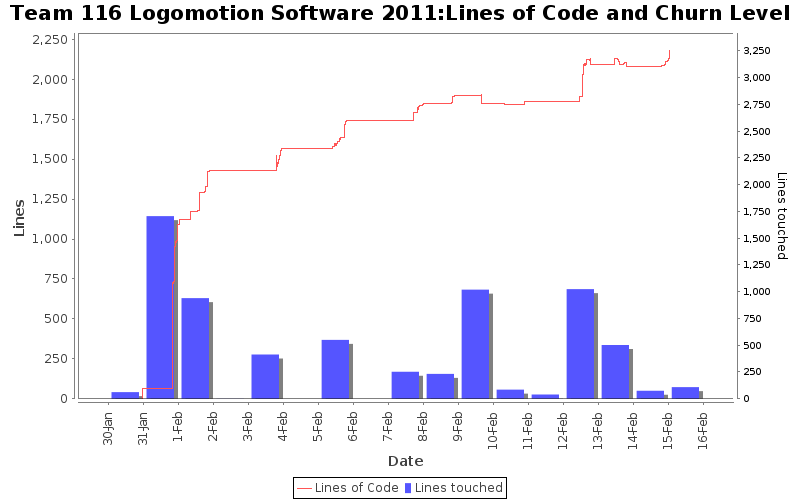 Team 116 Logomotion Software 2011:Lines of Code and Churn Level
2,250
2,000
1,750
1,500
1,250
1,000
750
500
250
0
Lines
3,250
3,000
2,750
2,500
2,250
2,000
1,750
1,500
1,250
1,000
750
500
250
0
Lines touched
30-Jan
31-Jan
1-Feb
2-Feb
3-Feb
4-Feb
5-Feb
6-Feb
7-Feb
8-Feb
9-Feb
10-Feb
11-Feb
12-Feb
13-Feb
14-Feb
15-Feb
16-Feb
Date
Lines of Code
Lines touched